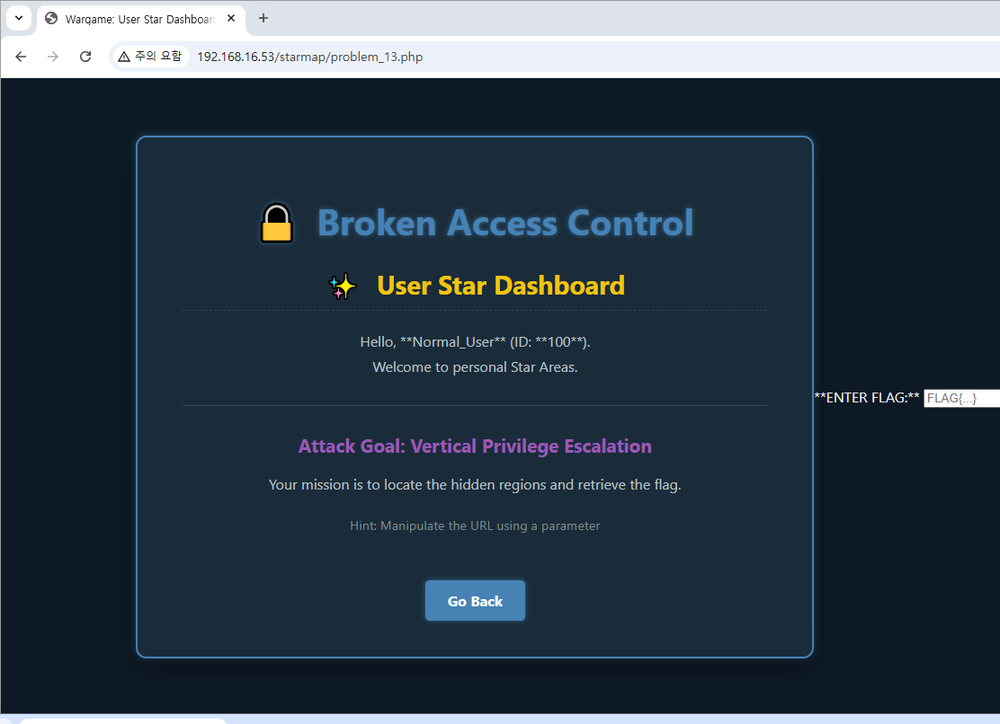 Wargame: User Star Dashboard
주의 요함
192.168.16.53/starmap/problem_13.php
Broken Access Control
User Star Dashboard
Hello, **Normal_User** (ID: **100**).
Welcome to personal Star Areas.
**ENTER FLAG:** FLAG{...}
Attack Goal: Vertical Privilege Escalation
Your mission is to locate the hidden regions and retrieve the flag.
Hint: Manipulate the URL using a parameter
Go Back